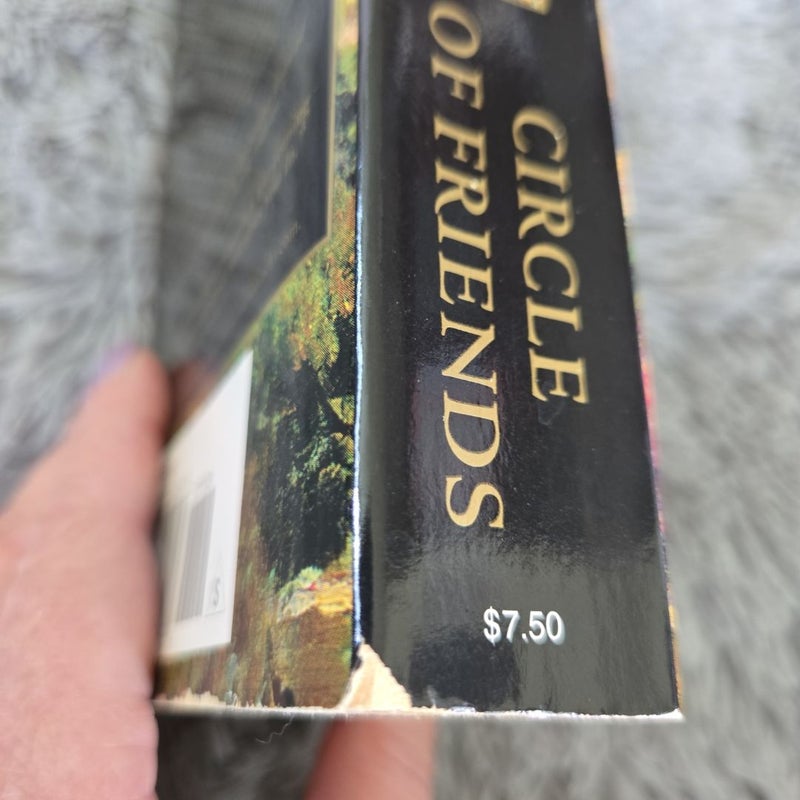 CIRCLE
OF FRIENDS
$7.50